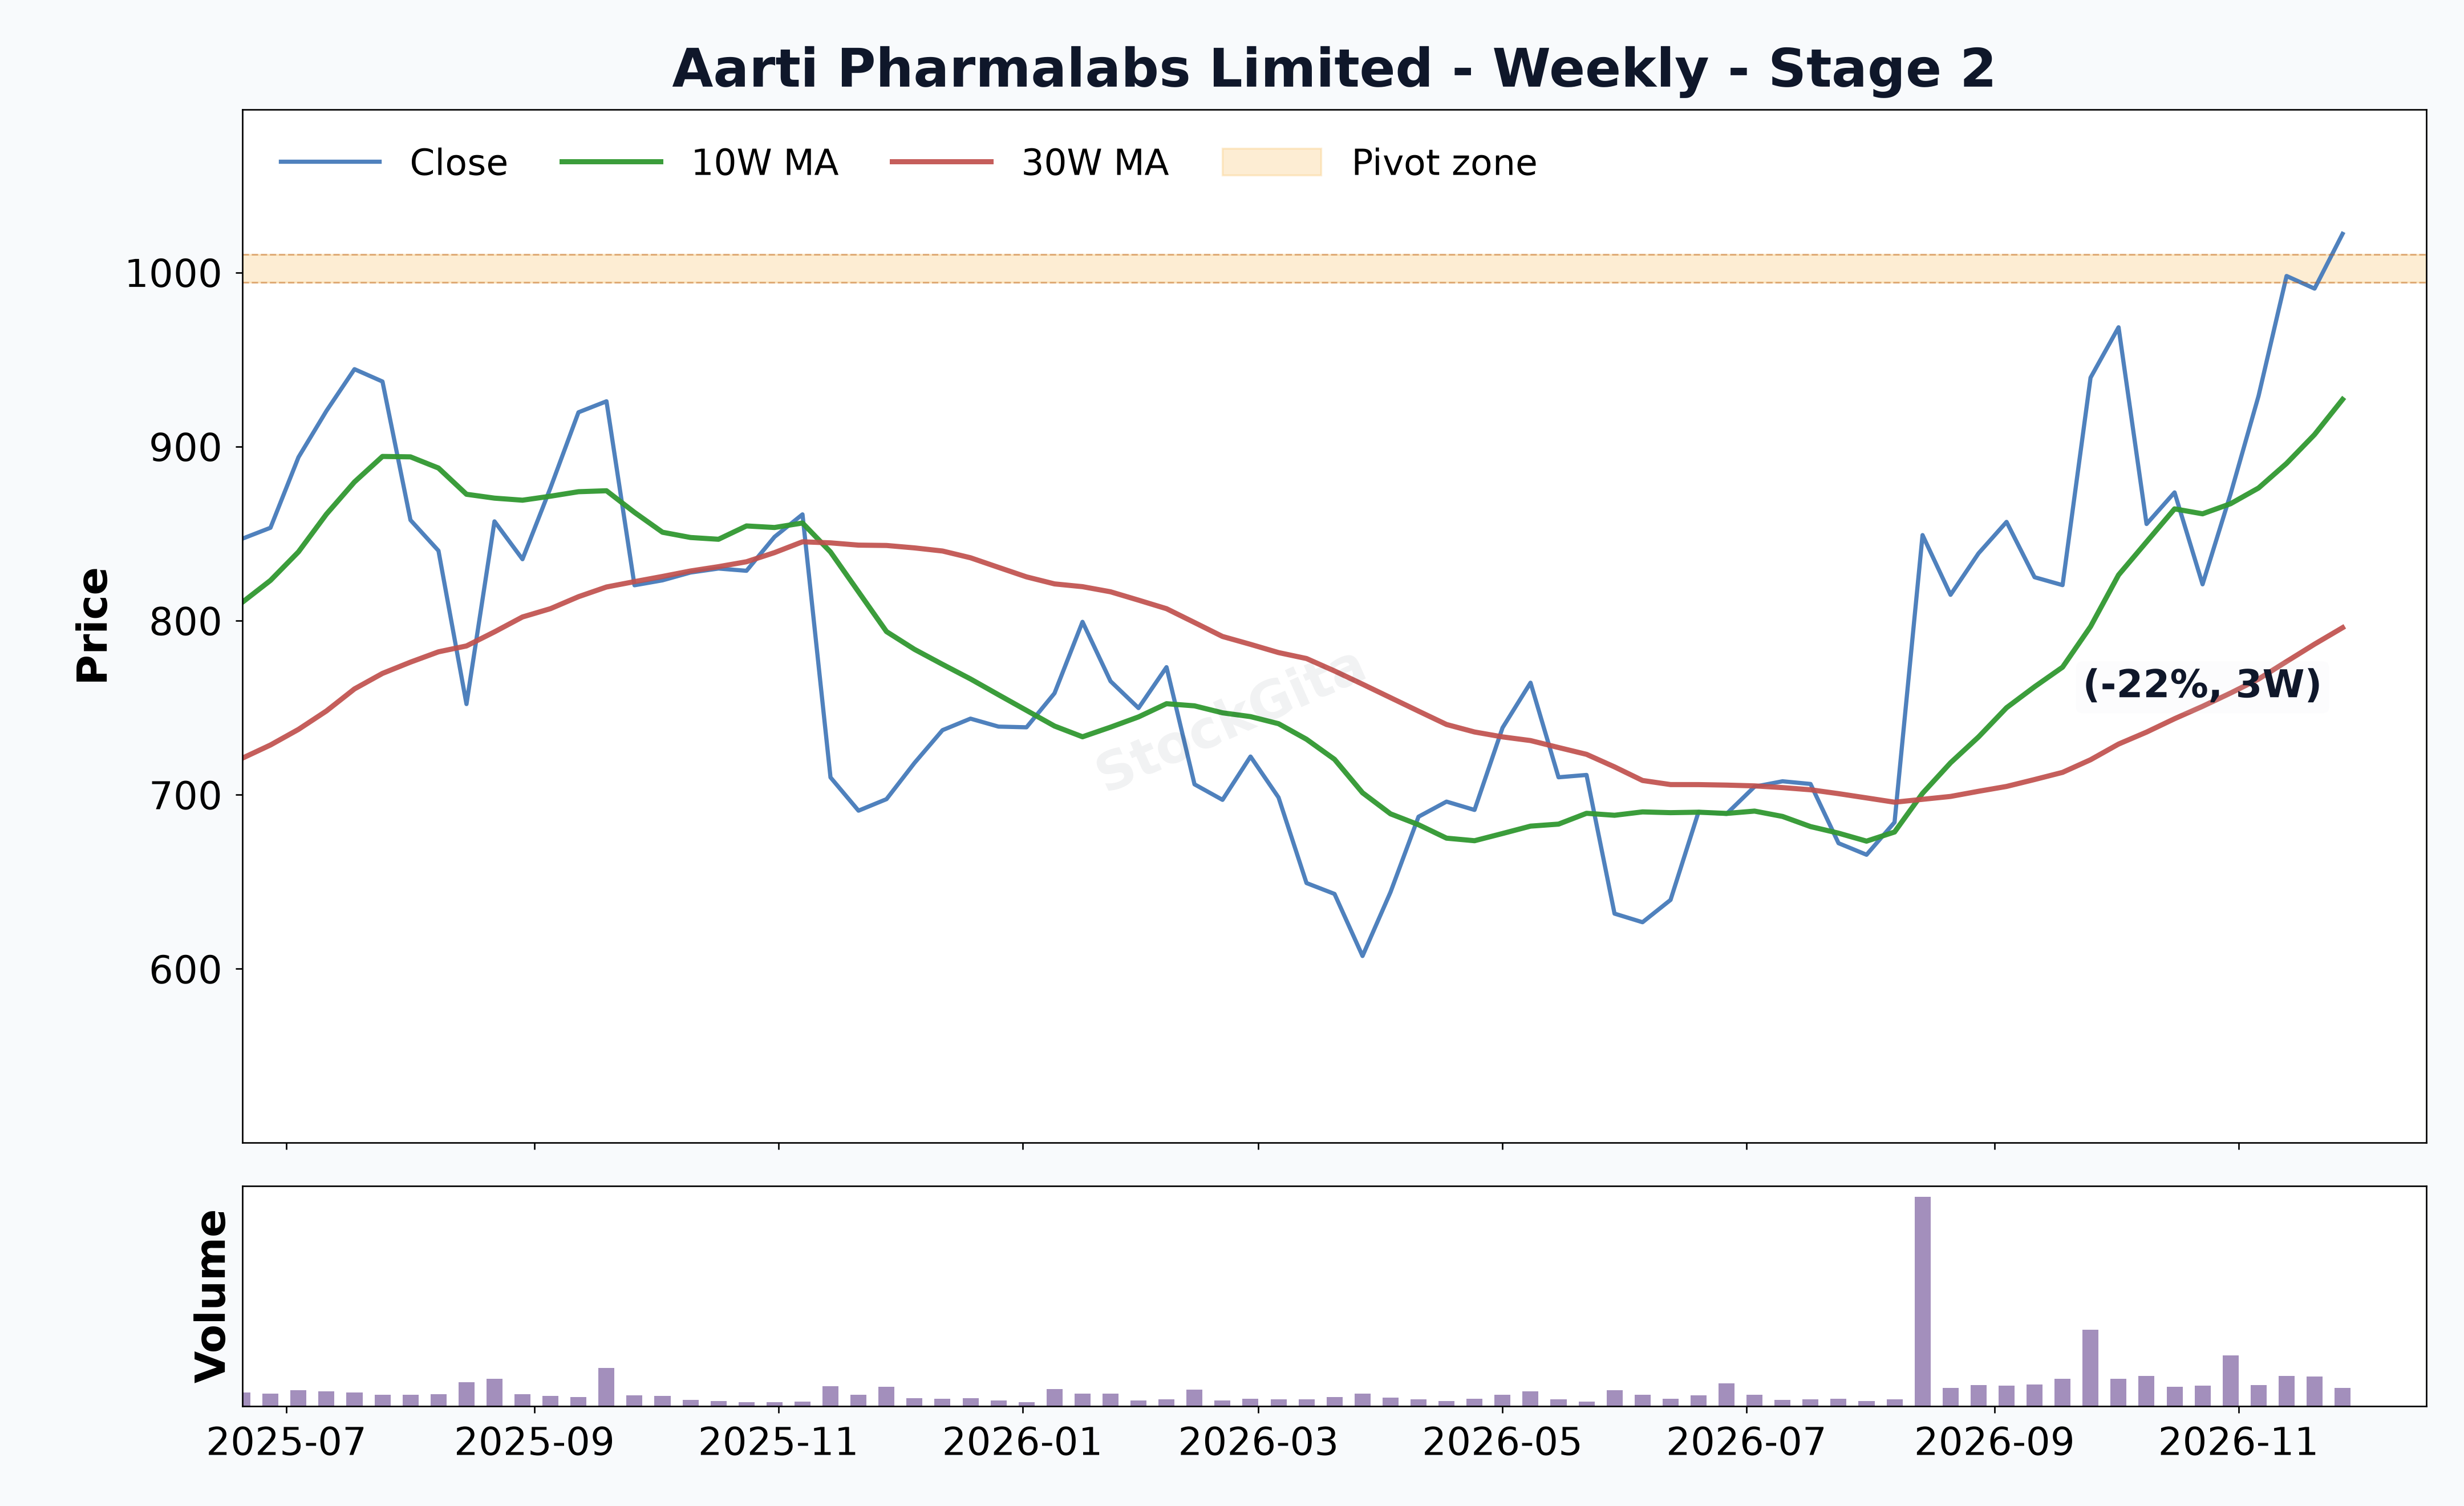 Aarti Pharmalabs Limited - Weekly - Stage 2
Close 10W MA 30W MA Pivot zone
Price
1000
900
800
700
600
(-22%, 3W)
StockGita
Volume
2025-07 2025-09 2025-11 2026-01 2026-03 2026-05 2026-07 2026-09 2026-11